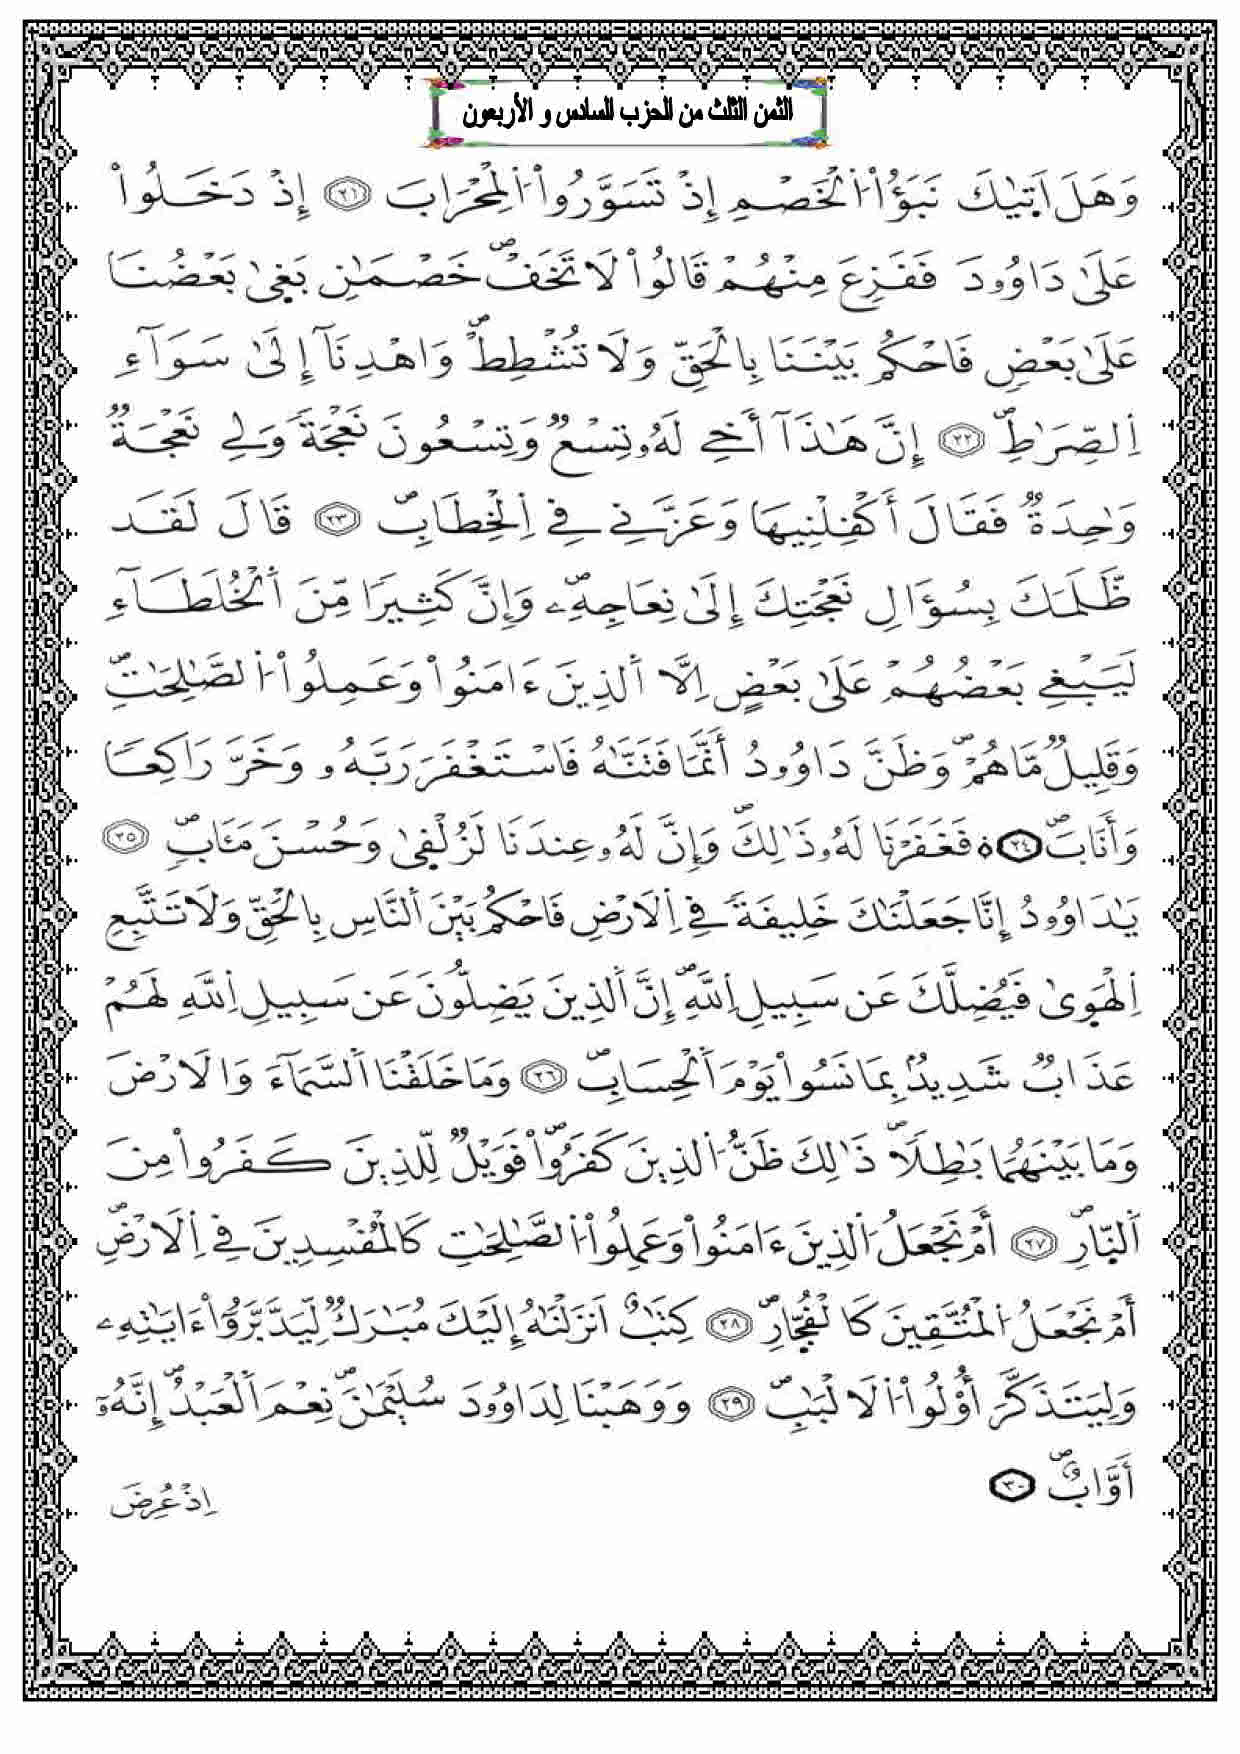 الثمن الثلث من الحزب السادس و الأربعون
وَهَلَ اَتٜيٰكَ نَبَؤُا۟ اُ۬لْخَصْمِ إِذْ تَسَوَّرُوا۟ اُ۬لْمِحْرَابَ ٢١ إِذْ دَخَلُوا۟
عَلَىٰ دَاوُۥدَ فَفَزِعَ مِنْهُمْ قَالُوا۟ لَا تَخَفْ خَصْمَٰنِ بَغ۪ىٰ بَعْضُنَا
عَلَىٰ بَعْضٖ فَاحْكُم بَيْنَنَا بِالْحَقِّ وَلَا تُشْطِطْ وَاهْدِنَآ إِلَىٰ سَوَآءِ
اِ۬لصِّرَٰطِ ٢٢ إِنَّ هَٰذَآ أَخِے لَهُۥ تِسْعٞ وَتِسْعُونَ نَعْجَةٗ وَلِے نَعْجَةٞ
وَٰحِدَةٞ فَقَالَ أَكْفِلْنِيهَا وَعَزَّنِے فِے اِ۬لْخِطَابِ ٢٣ قَالَ لَقَد
ظَّلَمَكَ بِسُؤَالِ نَعْجَتِكَ إِلَىٰ نِعَاجِهِۦ وَإِنَّ كَثِيرٗا مِّنَ اَ۬لْخُلَطَآءِ
لَيَبْغِے بَعْضُهُمْ عَلَىٰ بَعْضٍ اِلَّا اَ۬لذِينَ ءَامَنُوا۟ وَعَمِلُوا۟ اُ۬لصَّٰلِحَٰتِ
وَقَلِيلٞ مَّا هُمْ وَظَنَّ دَاوُۥدُ أَنَّمَا فَتَنَّٰهُ فَاسْتَغْفَرَ رَبَّهُۥ وَخَرَّ رَاكِعٗا
وَأَنَابَ ٢٤ فَغَفَرْنَا لَهُۥ ذَٰلِكَ وَإِنَّ لَهُۥ عِندَنَا لَزُلْف۪ىٰ وَحُسْنَ مَـَٔابٖ ٢٥
يَٰدَاوُۥدُ إِنَّا جَعَلْنَٰكَ خَلِيفَةٗ فِے اِ۬لَارْضِ فَاحْكُم بَيْنَ اَ۬لنَّاسِ بِالْحَقِّ وَلَا تَتَّبِعِ
اِ۬لْهَو۪ىٰ فَيُضِلَّكَ عَن سَبِيلِ اِ۬للَّهِ إِنَّ اَ۬لذِينَ يَضِلُّونَ عَن سَبِيلِ اِ۬للَّهِ لَهُمْ
عَذَابٞ شَدِيدُۢ بِمَا نَسُوا۟ يَوْمَ اَ۬لْحِسَابِ ٢٦ وَمَا خَلَقْنَا اَ۬لسَّمَآءَ وَالَارْضَ
وَمَا بَيْنَهُمَا بَٰطِلٗا ذَٰلِكَ ظَنُّ اُ۬لذِينَ كَفَرُوا۟ فَوَيْلٞ لِّلذِينَ كَفَرُوا۟ مِنَ
اَ۬لنّ۪ارِ ٢٧ أَمْ نَجْعَلُ اُ۬لذِينَ ءَامَنُوا۟ وَعَمِلُوا۟ اُ۬لصَّٰلِحَٰتِ كَالْمُفْسِدِينَ فِے اِ۬لَارْضِ
أَمْ نَجْعَلُ اُ۬لْمُتَّقِينَ كَالْفُجّ۪ارِ ٢٨ كِتَٰبٌ اَنزَلْنَٰهُ إِلَيْكَ مُبَٰرَكٞ لِّيَدَّبَّرُوٓا۟ ءَايَٰتِهِۦ
وَلِيَتَذَكَّرَ أُو۟لُوا۟ اُ۬لَالْبَٰبِ ٢٩ وَوَهَبْنَا لِدَاوُۥدَ سُلَيْمَٰنَ نِعْمَ اَ۬لْعَبْدُ إِنَّهُۥٓ
أَوَّابٌ ٣٠
اِذْ عُرِضَ